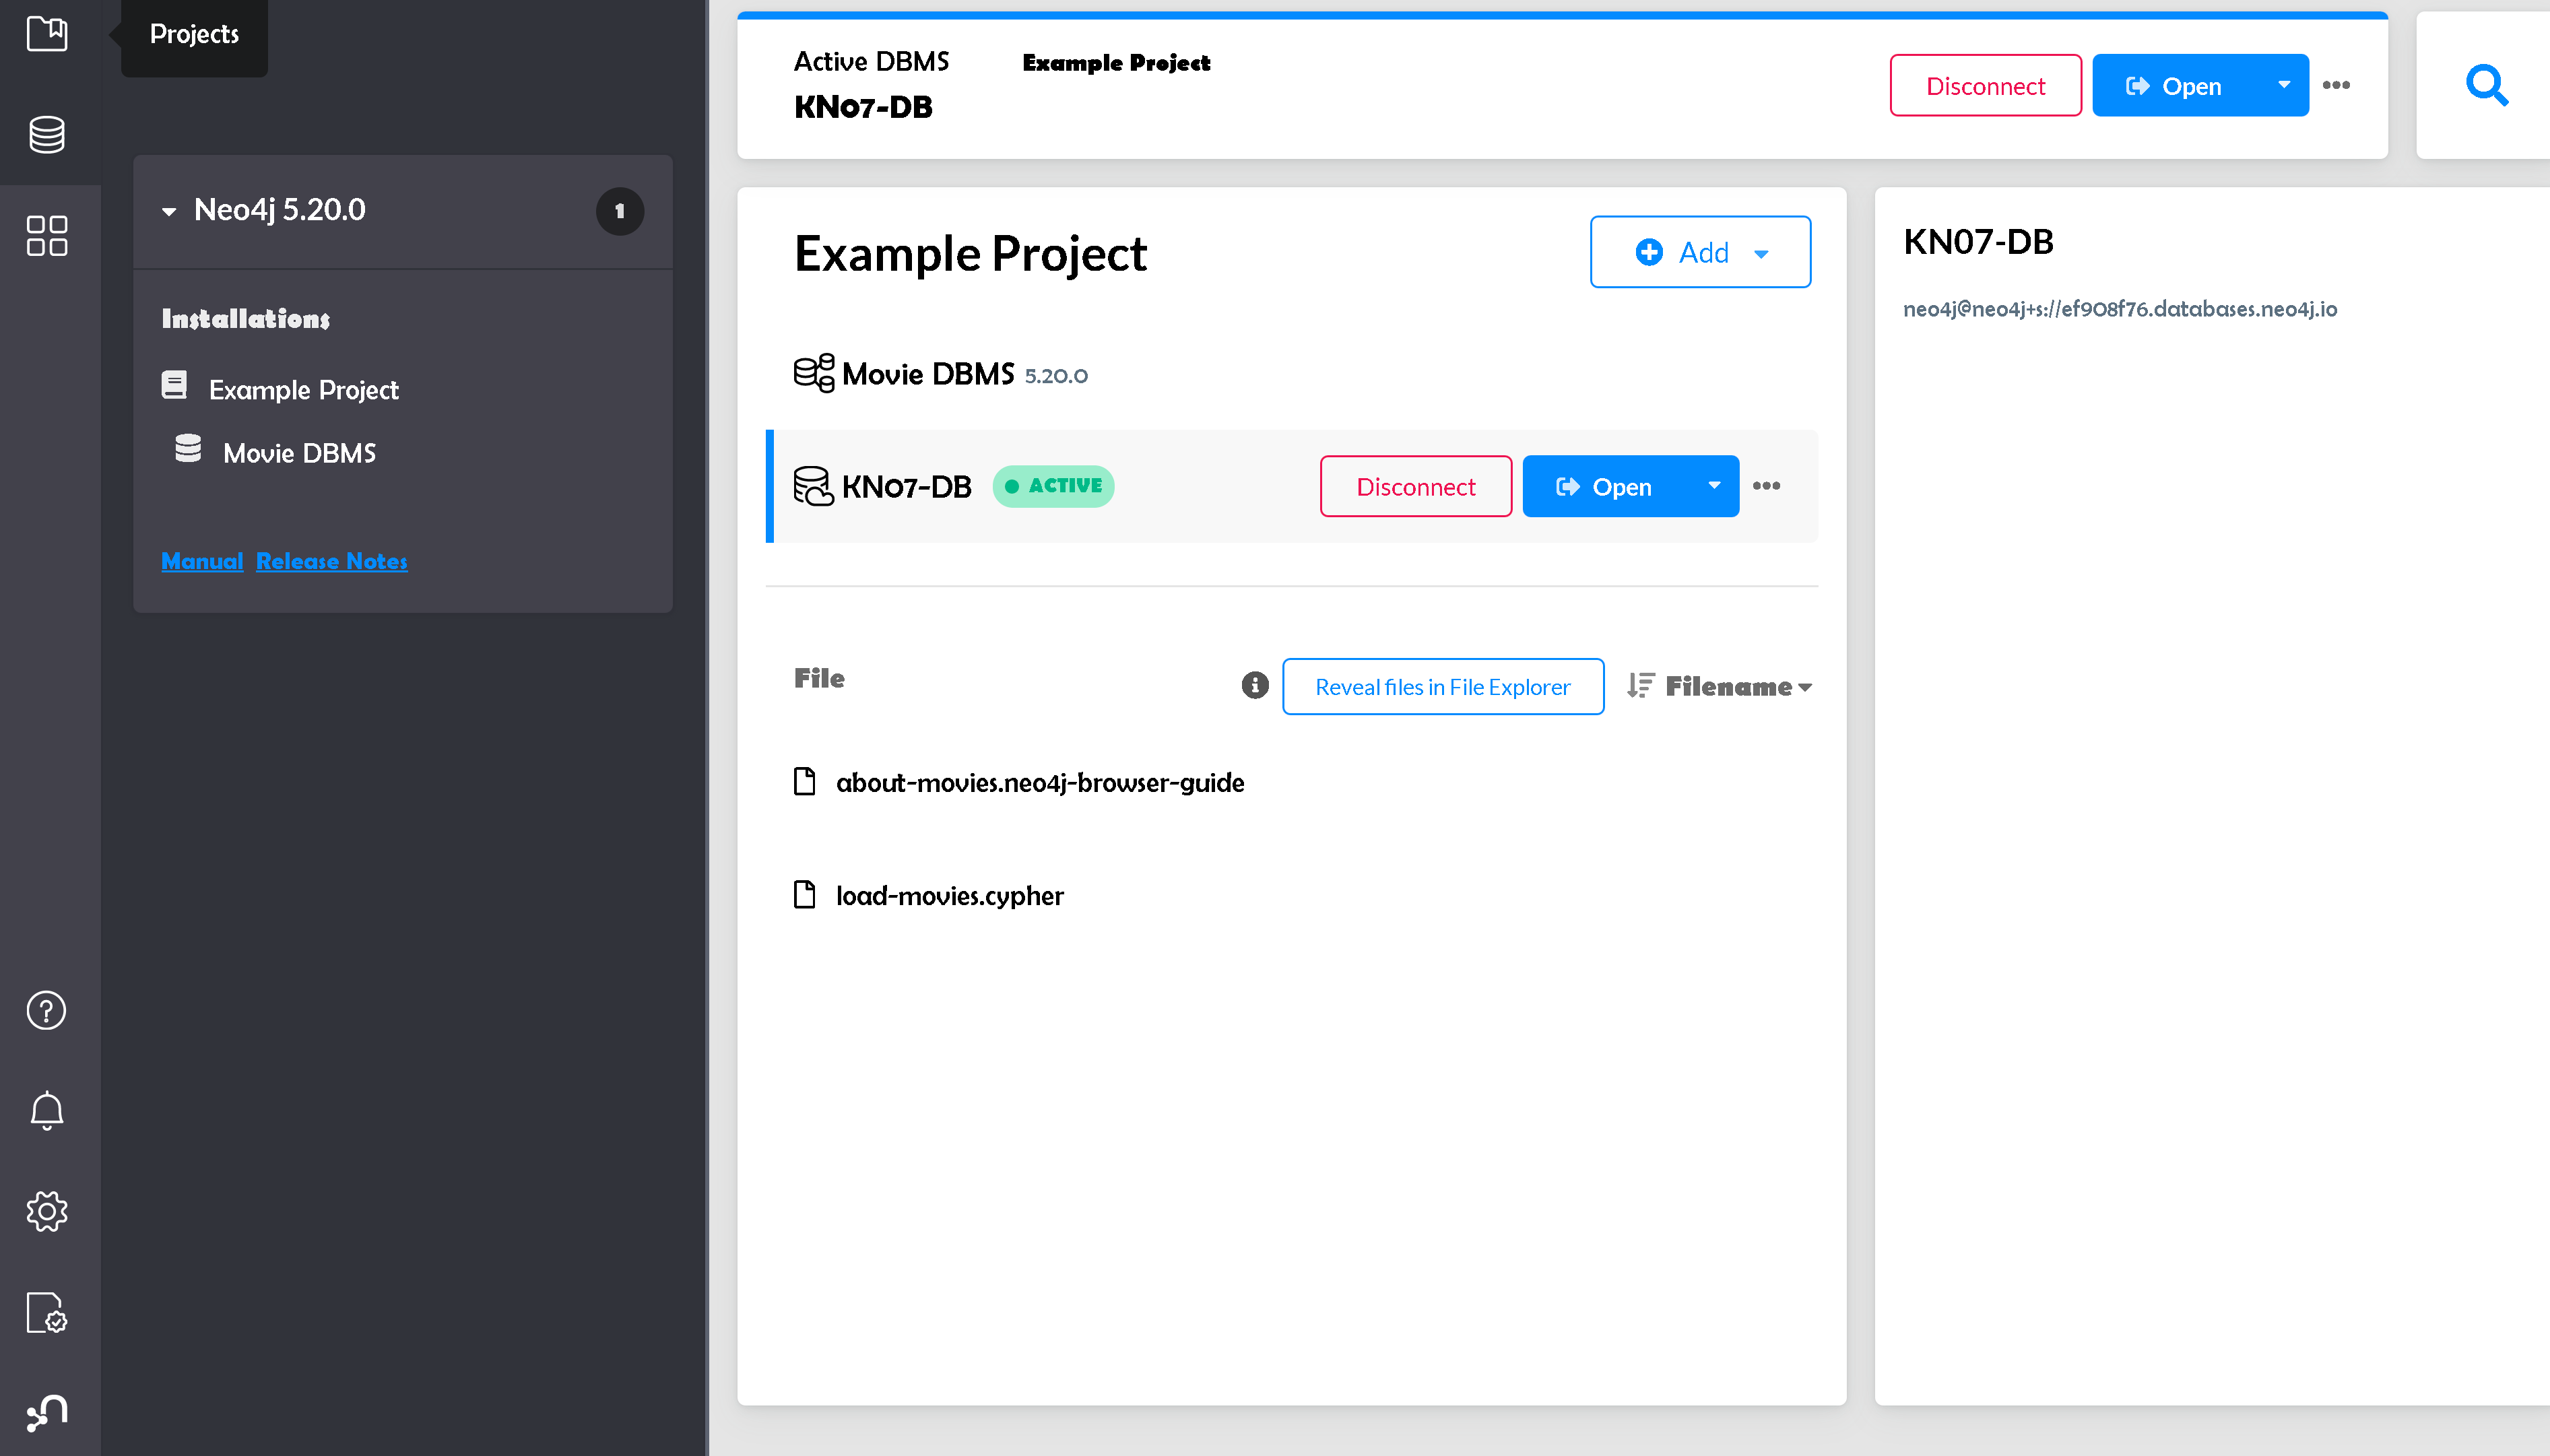 Projects
Neo4j 5.20.0
1
Installations
Example Project
Movie DBMS
Manual Release Notes
Active DBMS
KN07-DB
Example Project
Disconnect
Open
Example Project
Add
Movie DBMS 5.20.0
KN07-DB
ACTIVE
Disconnect
Open
File
Reveal files in File Explorer
Filename
about-movies.neo4j-browser-guide
load-movies.cypher
KN07-DB
neo4j@neo4j+s://ef908f76.databases.neo4j.io